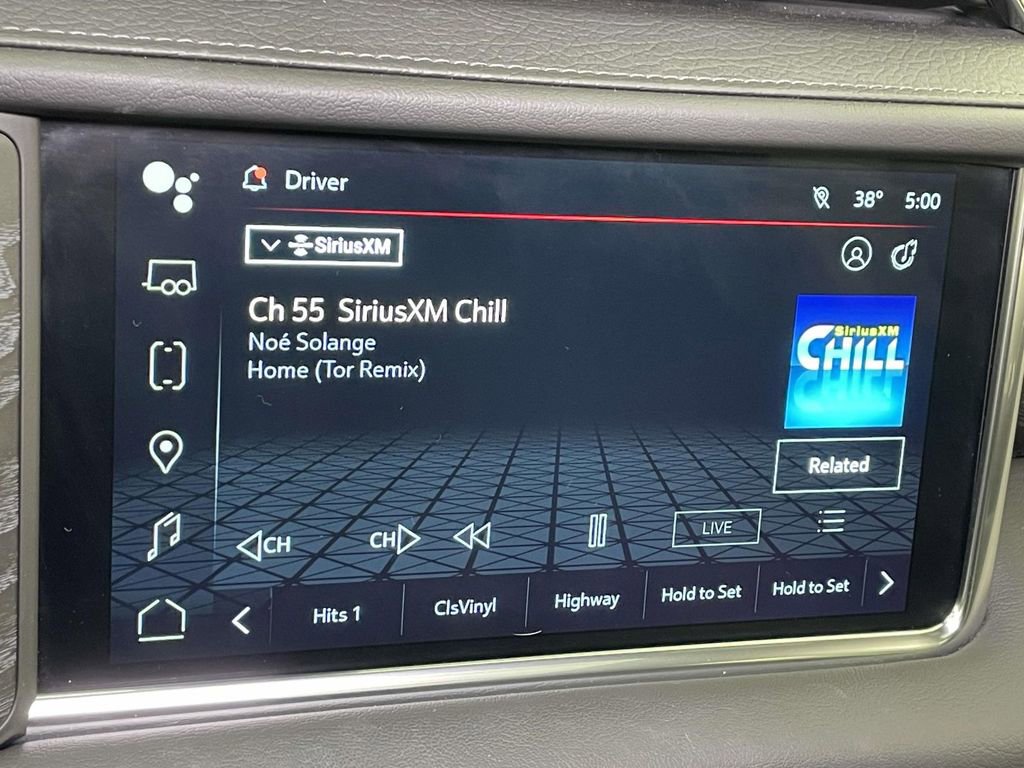 Driver
38° 5:00
SiriusXM
Ch 55 SiriusXM Chill
Noé Solange
Home (Tor Remix)
SiriusXM
CHILL
Related
CH
CH
LIVE
Hits 1
ClsVinyl
Highway
Hold to Set
Hold to Set